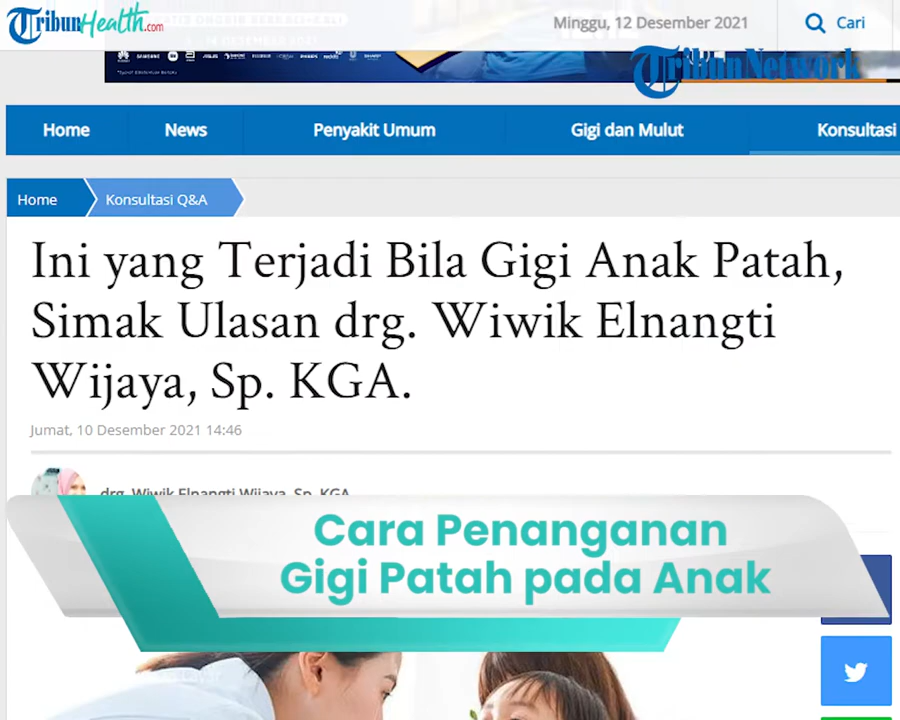 TribunHealth.com
Minggu, 12 Desember 2021
Cari
Tribun Network
Home
News
Penyakit Umum
Gigi dan Mulut
Konsultasi
Home
Konsultasi Q&A
Ini yang Terjadi Bila Gigi Anak Patah,
Simak Ulasan drg. Wiwik Elnangti
Wijaya, Sp. KGA.
Jumat, 10 Desember 2021 14:46
drg. Wiwik Elnangti Wijaya, Sp. KGA
Cara Penanganan
Gigi Patah pada Anak